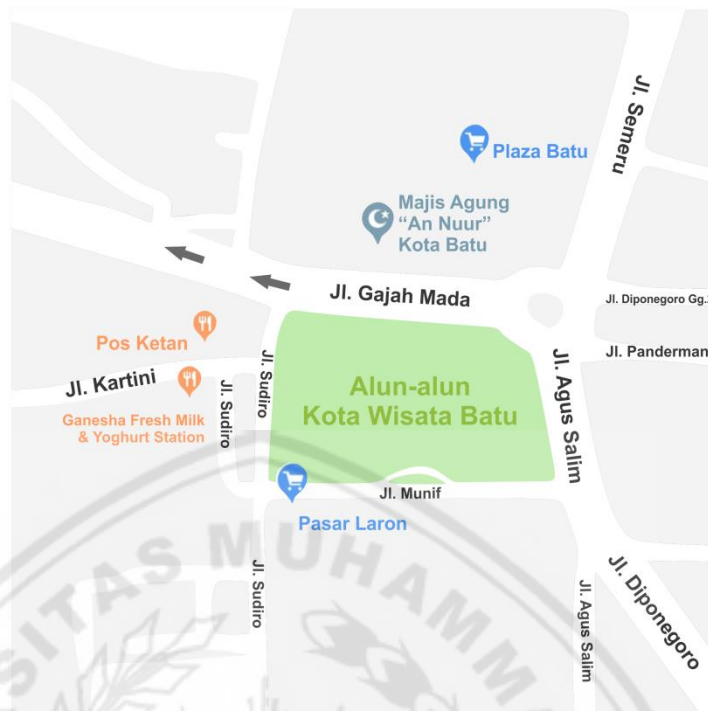 Jl. Semeru
Plaza Batu
Majis Agung
“An Nuur”
Kota Batu
Jl. Gajah Mada
Jl. Diponegoro Gg.
Jl. Panderman
Pos Ketan
Jl. Kartini
Ganesha Fresh Milk
& Yoghurt Station
Jl. Sudiro
Jl. Sudiro
Alun-alun
Kota Wisata Batu
Jl. Agus Salim
Jl. Munif
Pasar Laron
Jl. Sudiro
Jl. Agus Salim
Jl. Diponegoro
SITAS MUHAMMA